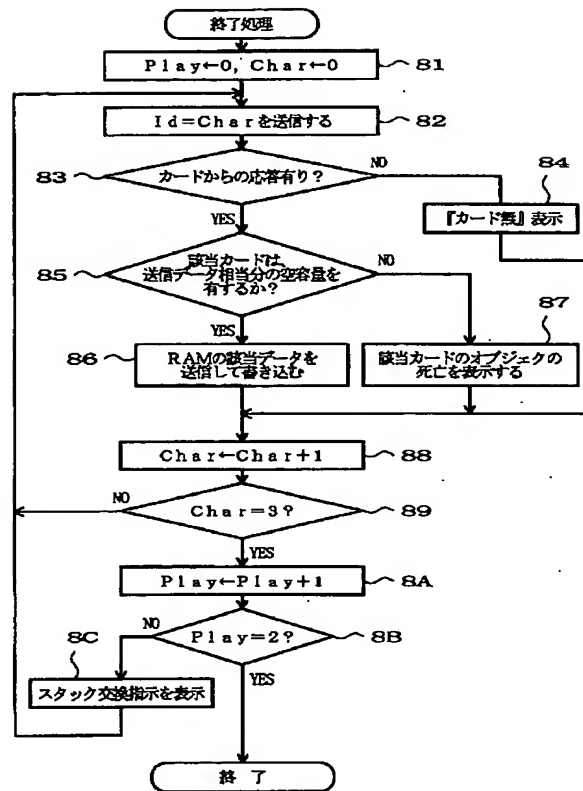 終了処理
Play←0, Char←0
81
Id=Charを送信する
82
カードからの応答有り?
83
NO
84
『カード無』表示
YES
該当カードは、
送信データ相当分の空容量を
有するか?
85
NO
87
YES
86
RAMの該当データを
送信して書き込む
該当カードのオブジェクの
死亡を表示する
Char←Char+1
88
NO
Char=3?
89
YES
Play←Play+1
8A
8C
NO
Play=2?
8B
スタック交換指示を表示
YES
終 了